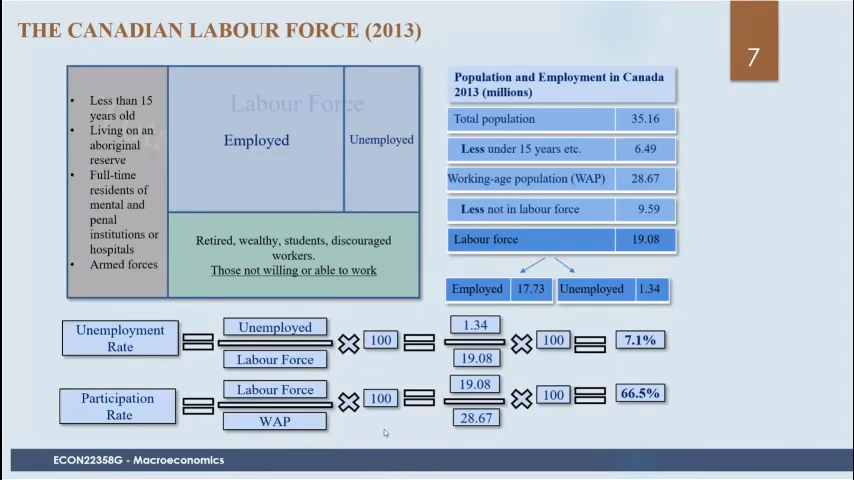 THE CANADIAN LABOUR FORCE (2013)
7
• Less than 15
years old
• Living on an
aboriginal
reserve
• Full-time
residents of
mental and
penal
institutions or
hospitals
• Armed forces
Labour Force
Employed
Unemployed
Retired, wealthy, students, discouraged
workers.
Those not willing or able to work
Population and Employment in Canada
2013 (millions)
Total population 35.16
Less under 15 years etc. 6.49
Working-age population (WAP) 28.67
Less not in labour force 9.59
Labour force 19.08
Employed 17.73 Unemployed 1.34
Unemployment
Rate
Unemployed
Labour Force
100
1.34
19.08
100
7.1%
Participation
Rate
Labour Force
WAP
100
19.08
28.67
100
66.5%
ECON22358G - Macroeconomics